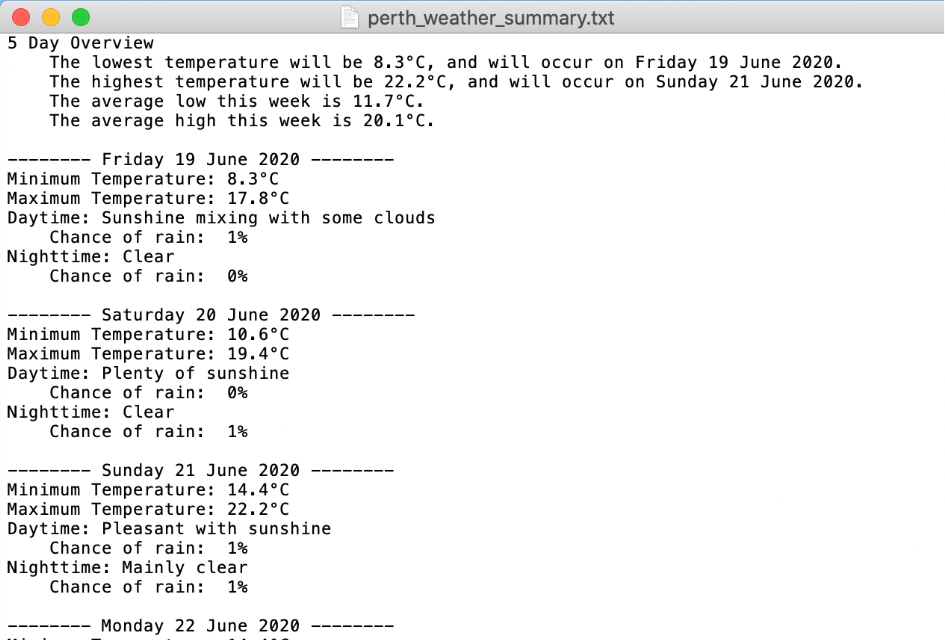 perth_weather_summary.txt
5 Day Overview
    The lowest temperature will be 8.3°C, and will occur on Friday 19 June 2020.
    The highest temperature will be 22.2°C, and will occur on Sunday 21 June 2020.
    The average low this week is 11.7°C.
    The average high this week is 20.1°C.

-------- Friday 19 June 2020 --------
Minimum Temperature: 8.3°C
Maximum Temperature: 17.8°C
Daytime: Sunshine mixing with some clouds
    Chance of rain:  1%
Nighttime: Clear
    Chance of rain:  0%

-------- Saturday 20 June 2020 --------
Minimum Temperature: 10.6°C
Maximum Temperature: 19.4°C
Daytime: Plenty of sunshine
    Chance of rain:  0%
Nighttime: Clear
    Chance of rain:  1%

-------- Sunday 21 June 2020 --------
Minimum Temperature: 14.4°C
Maximum Temperature: 22.2°C
Daytime: Pleasant with sunshine
    Chance of rain:  1%
Nighttime: Mainly clear
    Chance of rain:  1%

-------- Monday 22 June 2020 --------